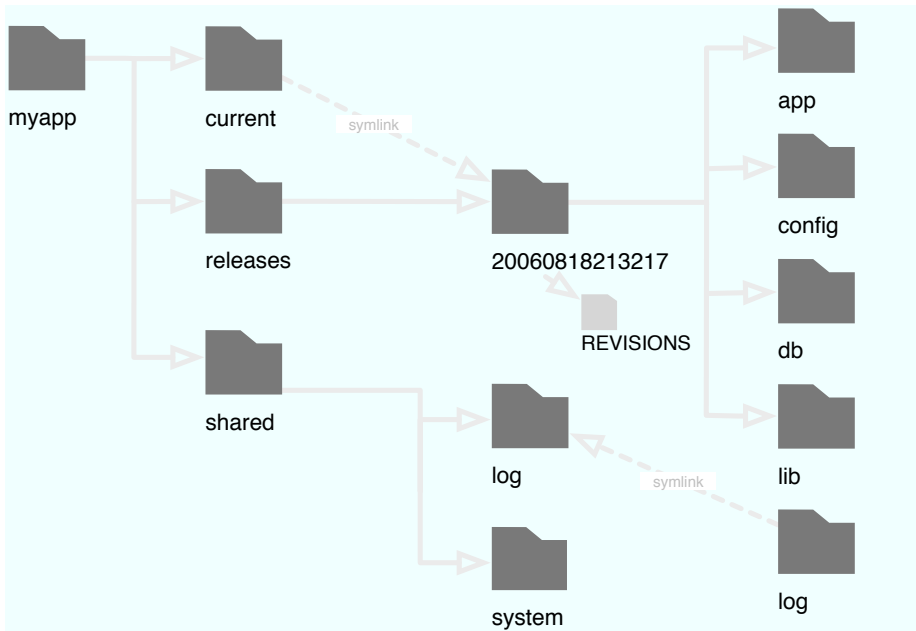 myapp
current
symlink
app
releases
20060818213217
config
REVISIONS
db
shared
log
symlink
lib
system
log